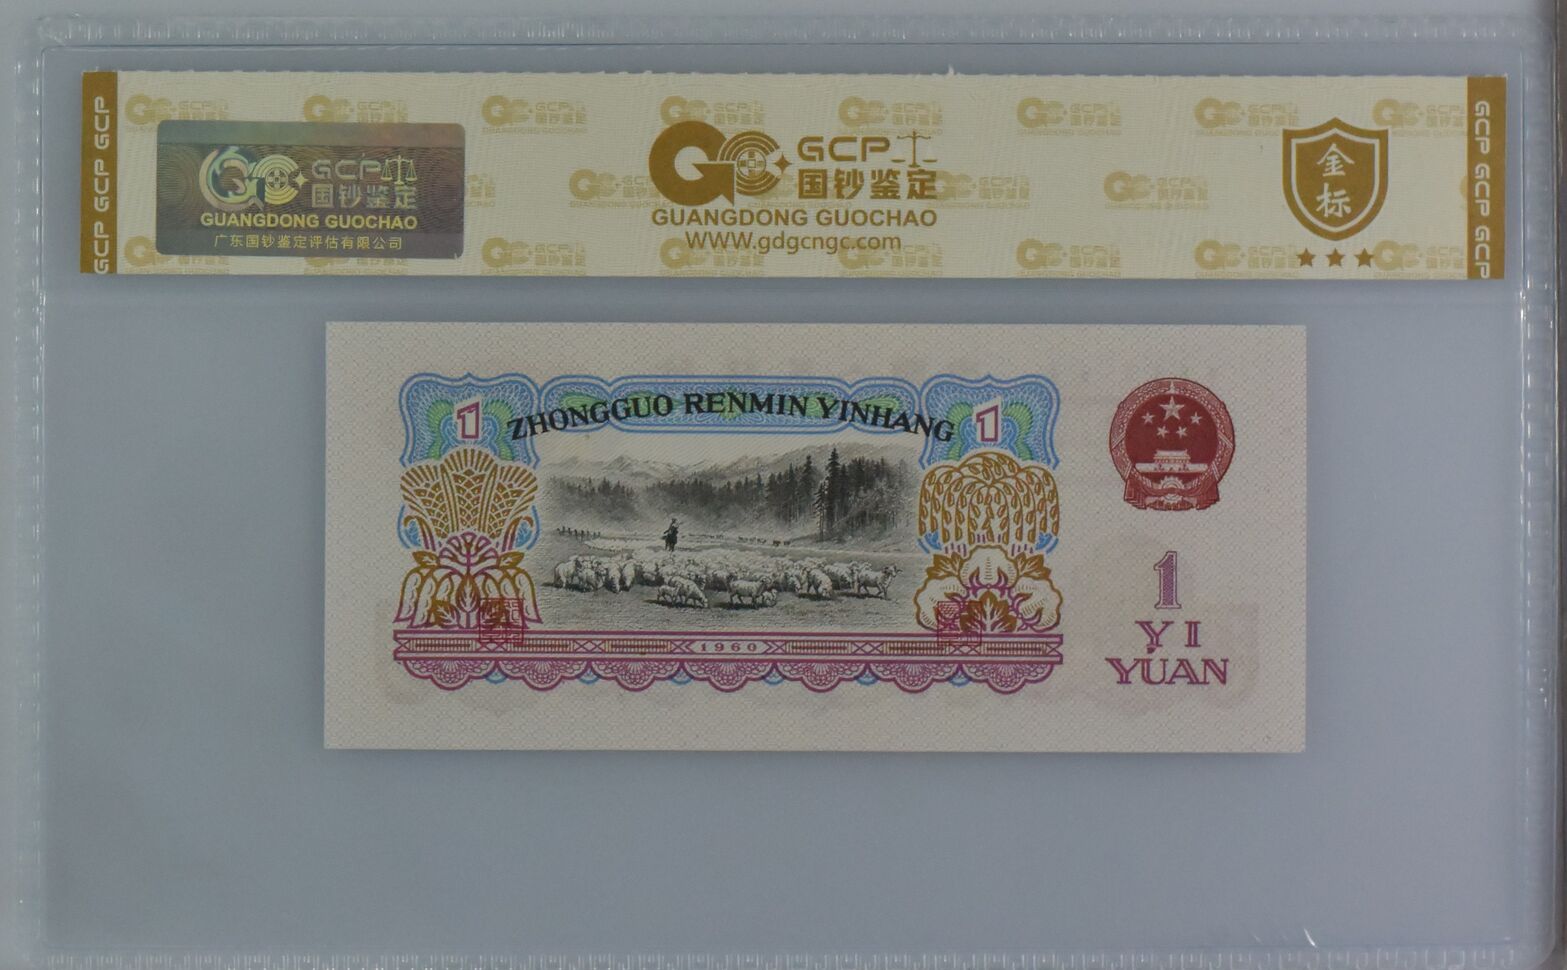 GCP GCP GCP
GCP
国钞鉴定
GUANGDONG GUOCHAO
广东国钞鉴定评估有限公司
GCP
国钞鉴定
GUANGDONG GUOCHAO
WWW.gdgcngc.com
金标
GCP GCP GCP
1
ZHONGGUO RENMIN YINHANG
1
1960
1
YI
YUAN